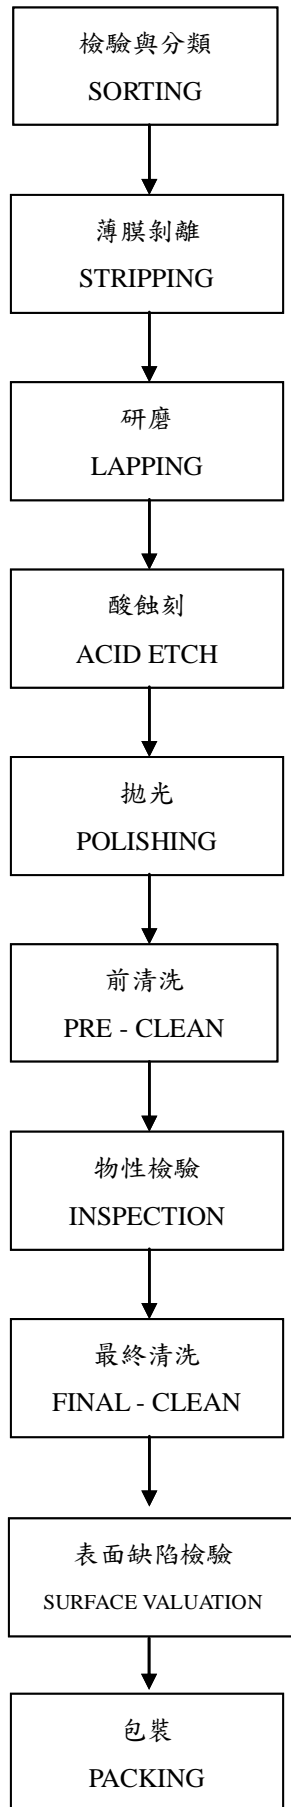 檢驗與分類
SORTING
薄膜剝離
STRIPPING
研磨
LAPPING
酸蝕刻
ACID ETCH
拋光
POLISHING
前清洗
PRE - CLEAN
物性檢驗
INSPECTION
最終清洗
FINAL - CLEAN
表面缺陷檢驗
SURFACE VALUATION
包裝
PACKING